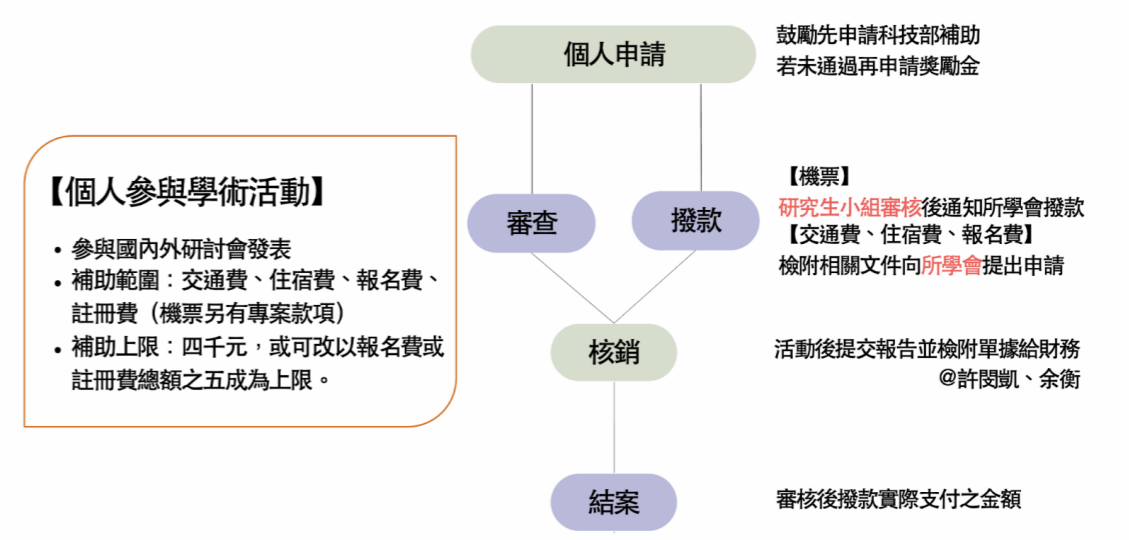 個人申請
鼓勵先申請科技部補助
若未通過再申請獎勵金
【個人參與學術活動】
• 參與國內外研討會發表
• 補助範圍：交通費、住宿費、報名費、
註冊費（機票另有專案款項）
• 補助上限：四千元，或可改以報名費或
註冊費總額之五成為上限。
審查
撥款
【機票】
研究生小組審核後通知所學會撥款
【交通費、住宿費、報名費】
檢附相關文件向所學會提出申請
核銷
活動後提交報告並檢附單據給財務
@許閔凱、余衡
結案
審核後撥款實際支付之金額